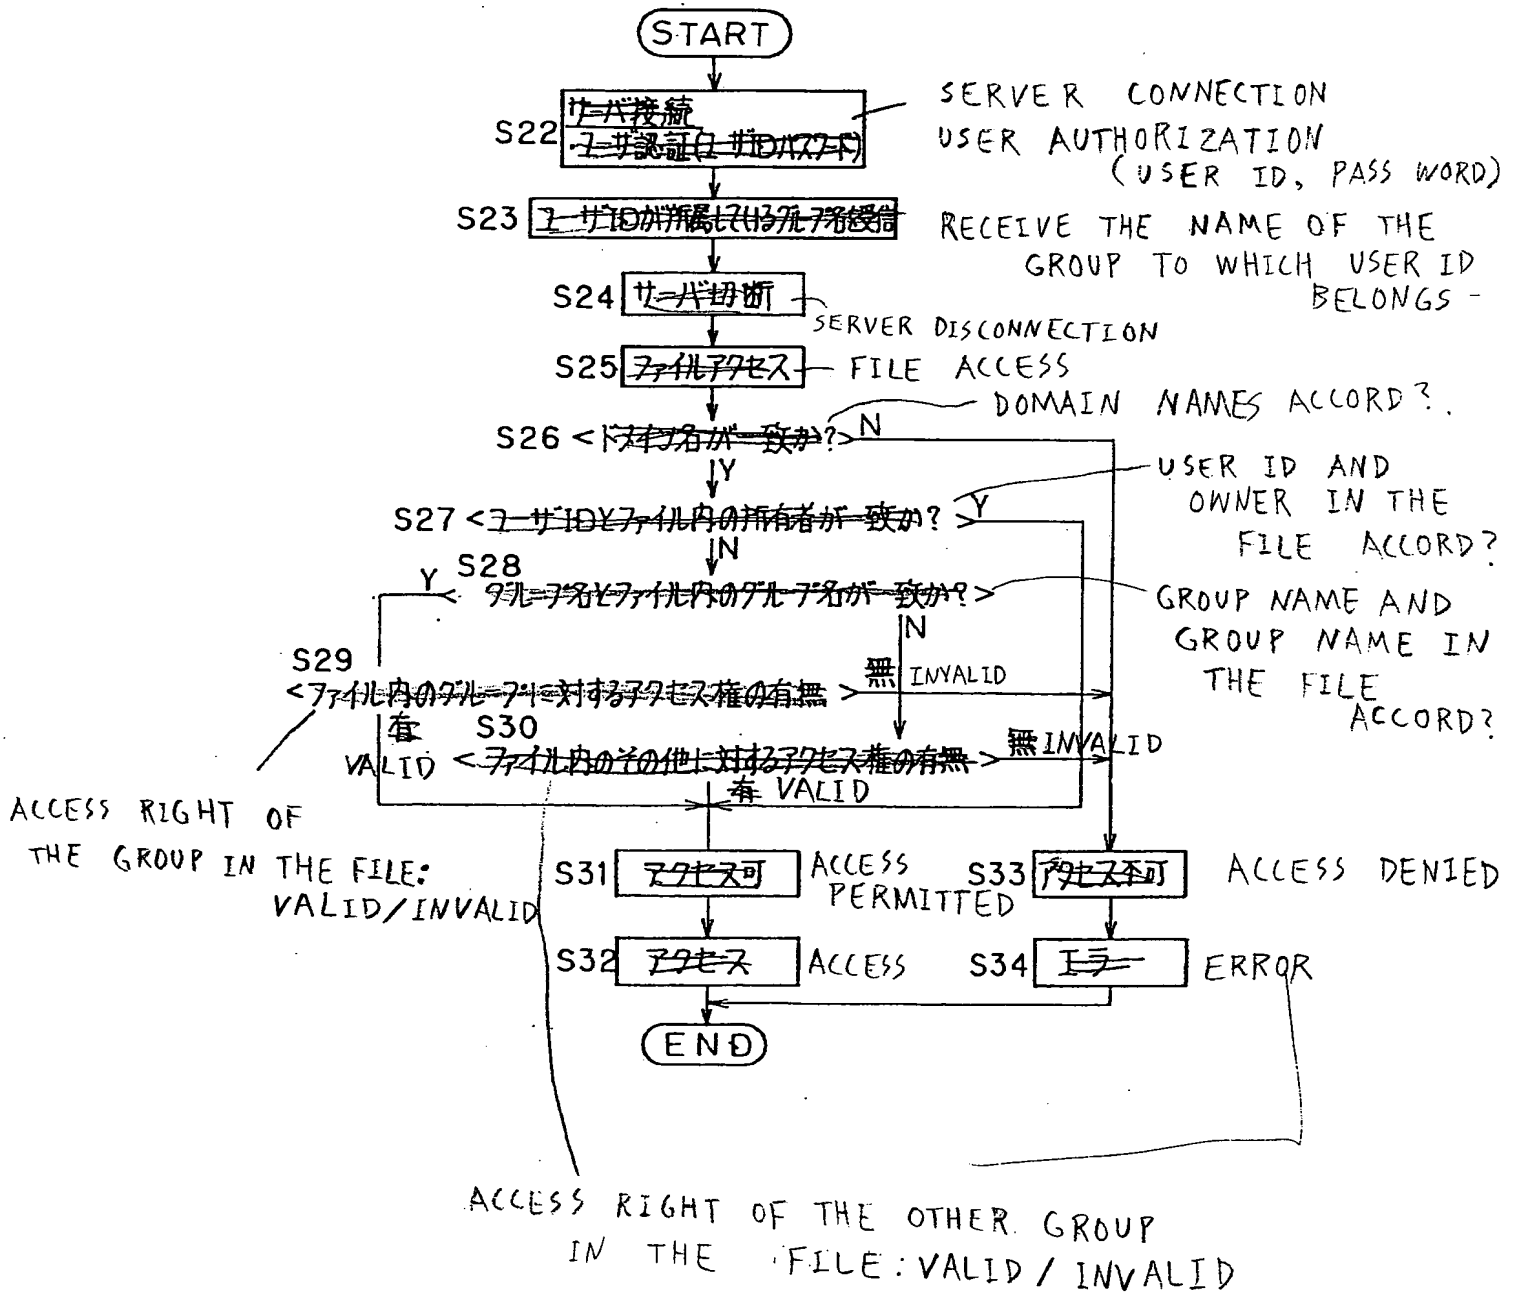 START
S22
サーバ接続
ユーザ認証(ユーザIDパスワード)
SERVER CONNECTION
USER AUTHORIZATION
(USER ID, PASS WORD)
S23
ユーザIDが所属しているグループ名を受信
RECEIVE THE NAME OF THE
GROUP TO WHICH USER ID
BELONGS
S24
サーバ切断
SERVER DISCONNECTION
S25
ファイルアクセス
FILE ACCESS
DOMAIN NAMES ACCORD?
S26
ドメイン名が一致か?
N
Y
USER ID AND
OWNER IN THE
FILE ACCORD?
S27
ユーザIDとファイル内の所有者が一致か?
Y
N
S28
Y
グループ名とファイル内のグループ名が一致か?
N
GROUP NAME AND
GROUP NAME IN
THE FILE
ACCORD?
S29
ファイル内のグループに対するアクセス権の有無
無 INVALID
有
VALID
S30
ファイル内のその他に対するアクセス権の有無
無 INVALID
有 VALID
ACCESS RIGHT OF
THE GROUP IN THE FILE:
VALID/INVALID
S31
アクセス可
ACCESS
PERMITTED
S33
アクセス不可
ACCESS DENIED
S32
アクセス
ACCESS
S34
エラー
ERROR
END
ACCESS RIGHT OF THE OTHER GROUP
IN THE FILE: VALID / INVALID